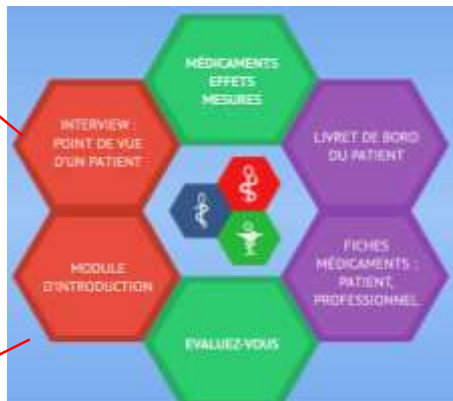 MÉDICAMENTS
EFFETS
MESURES
INTERVIEW :
POINT DE VUE
D'UN PATIENT
LIVRET DE BORD
DU PATIENT
MODULE
D'INTRODUCTION
FICHES
MÉDICAMENTS :
PATIENT,
PROFESSIONNEL
EVALUEZ-VOUS